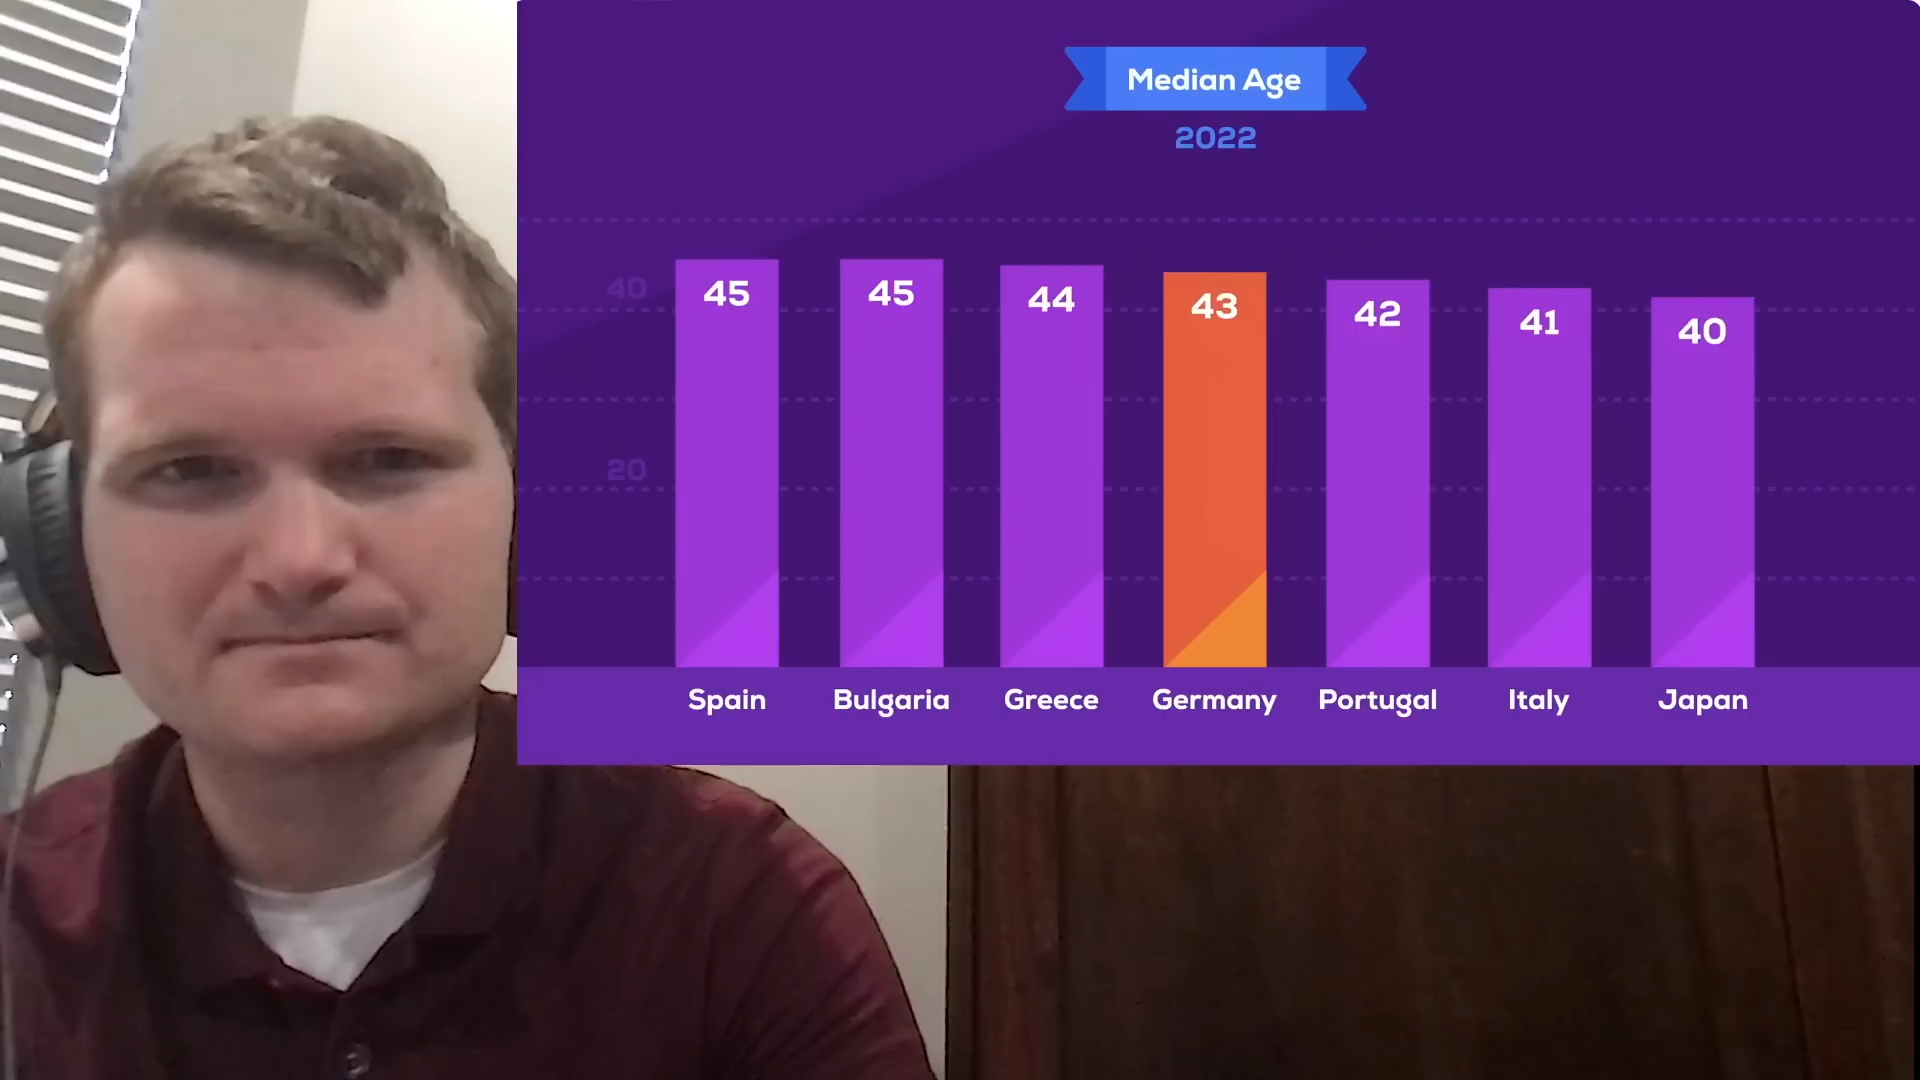 Median Age
2022
40
20
45
45
44
43
42
41
40
Spain
Bulgaria
Greece
Germany
Portugal
Italy
Japan